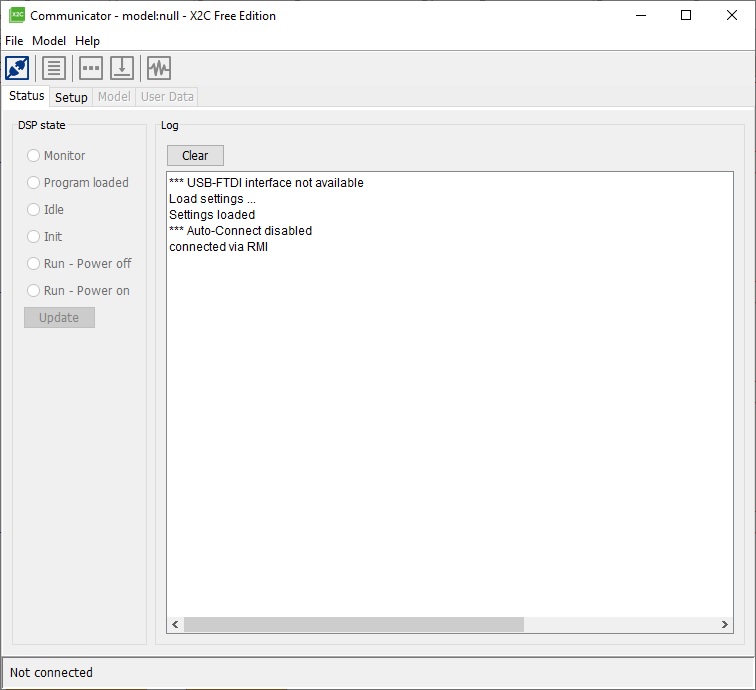 X2C Communicator - model:null - X2C Free Edition
File Model Help
Status Setup Model User Data
DSP state
Monitor
Program loaded
Idle
Init
Run - Power off
Run - Power on
Update
Log
Clear
*** USB-FTDI interface not available
Load settings ...
Settings loaded
*** Auto-Connect disabled
connected via RMI
Not connected